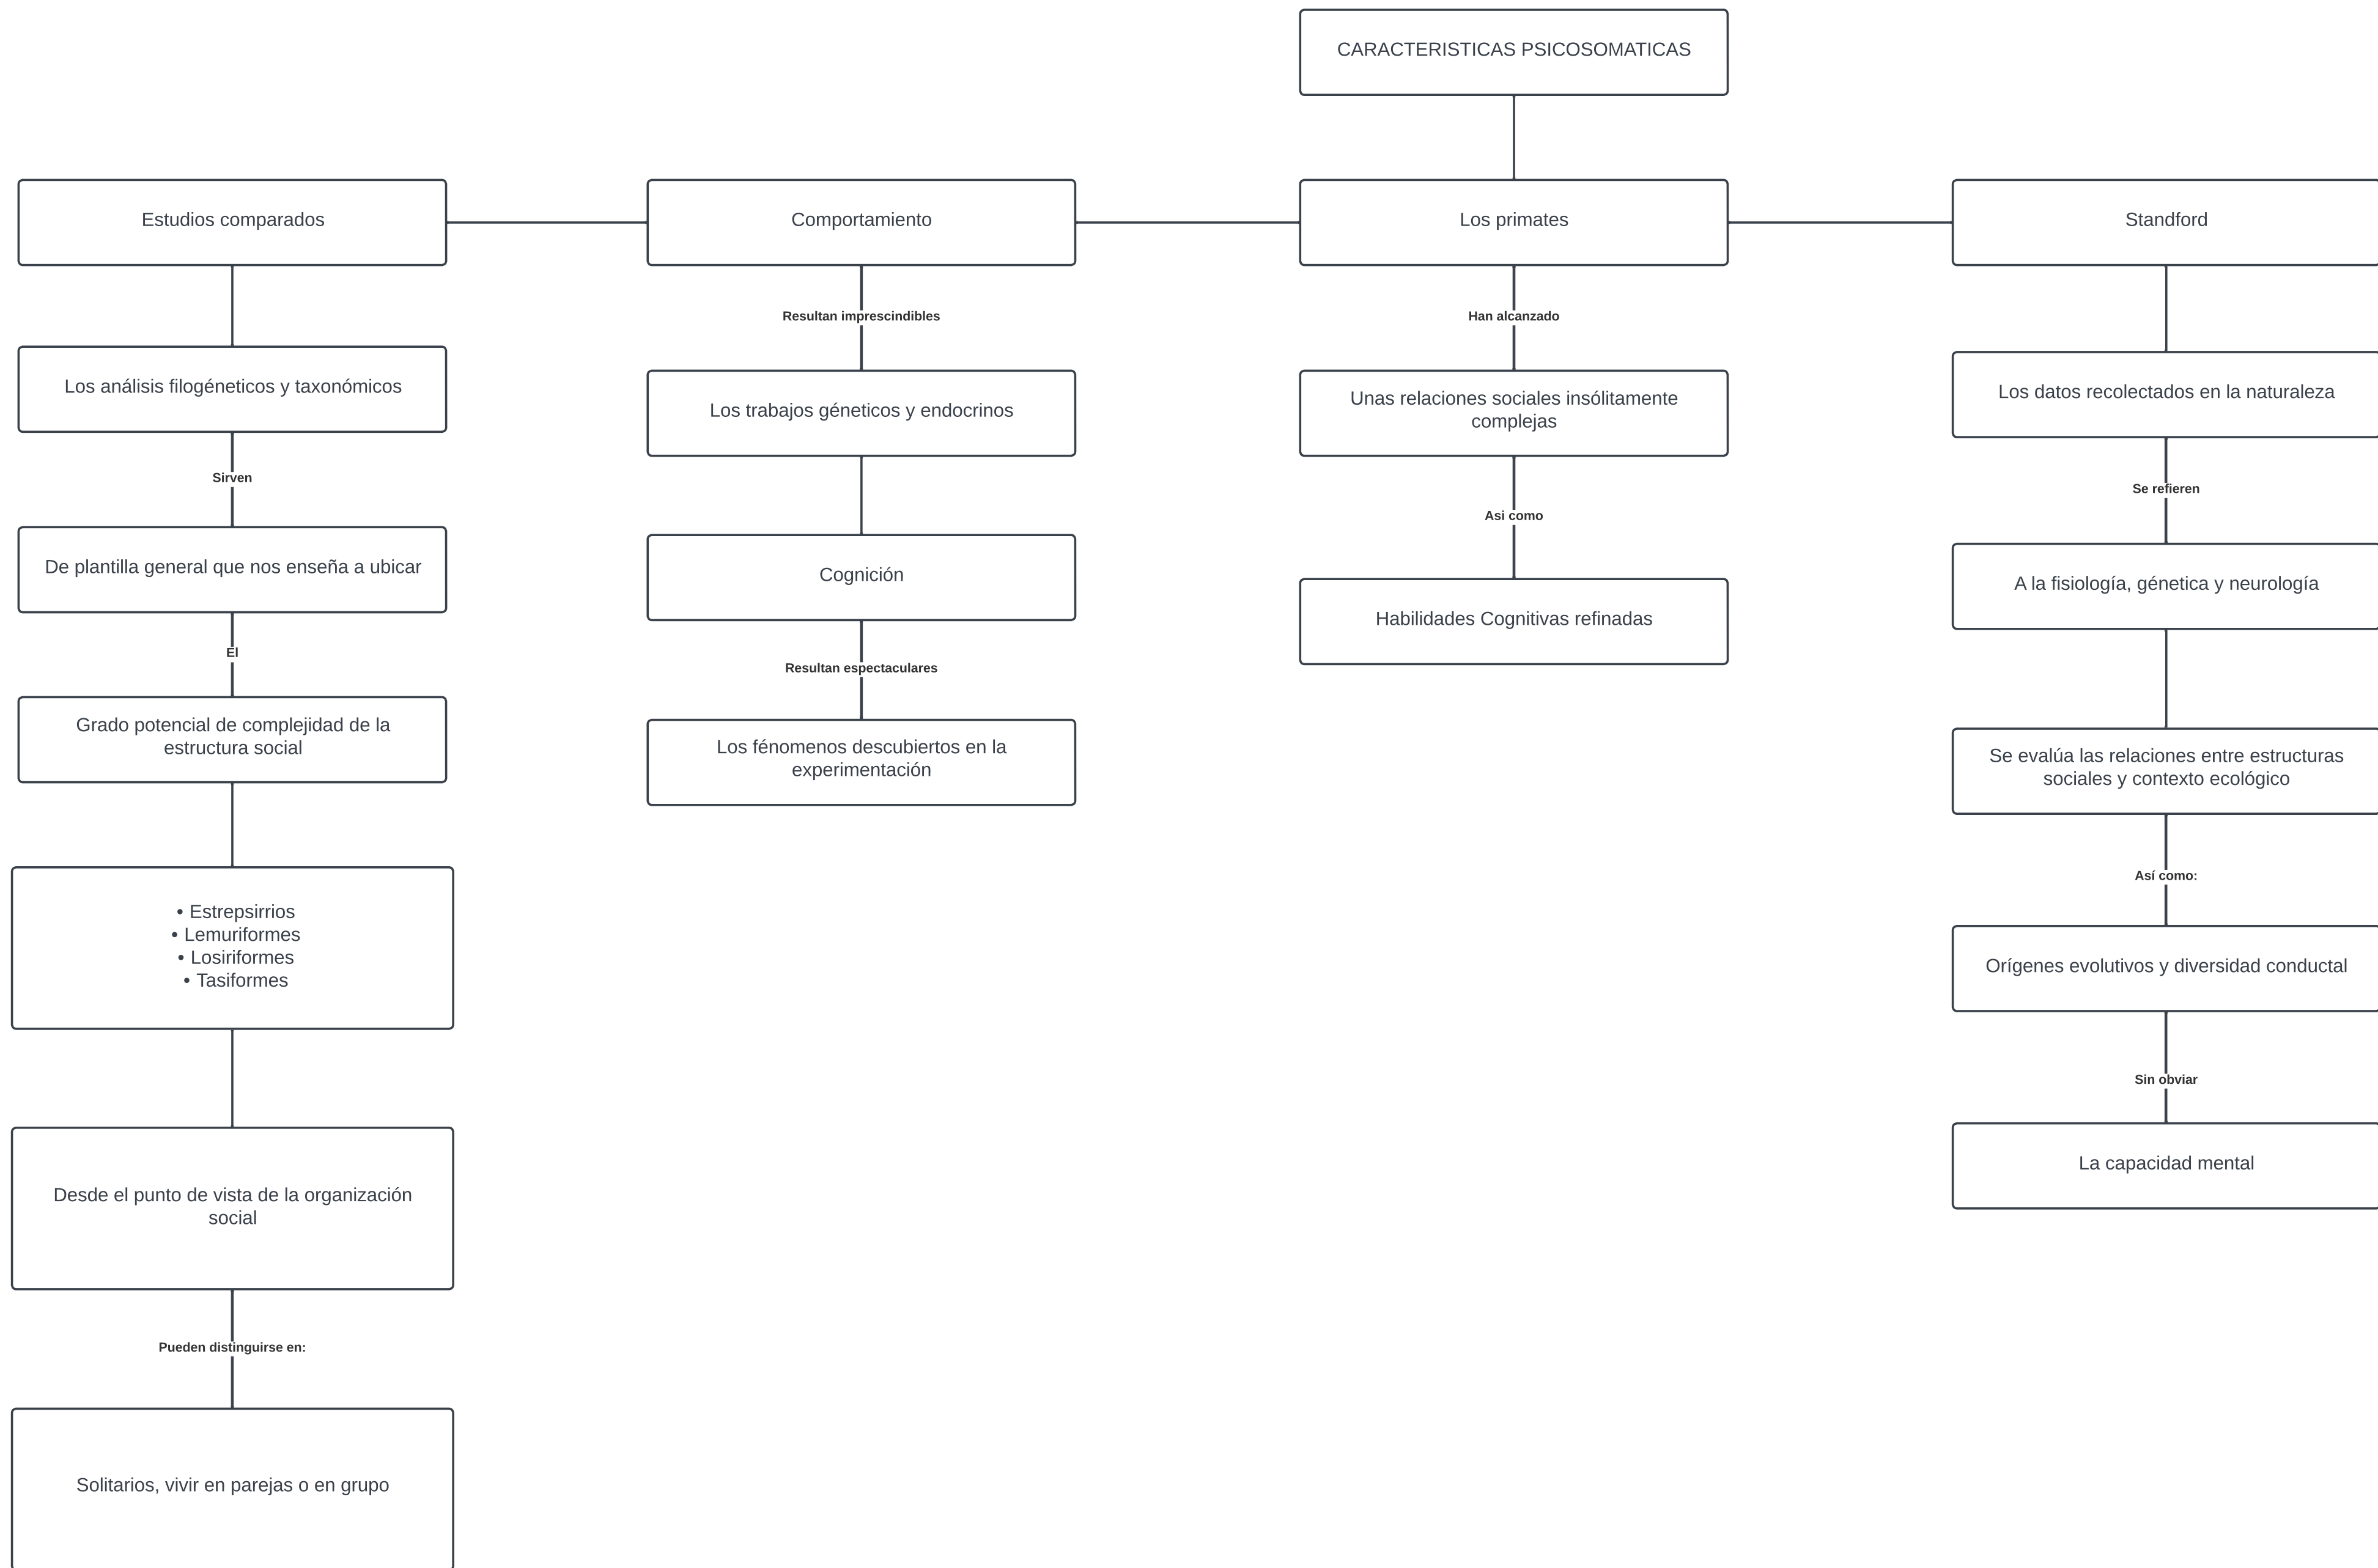 CARACTERISTICAS PSICOSOMATICAS
Estudios comparados
Comportamiento
Los primates
Standford
Los análisis filogéneticos y taxonómicos
Sirven
De plantilla general que nos enseña a ubicar
El
Grado potencial de complejidad de la
estructura social
• Estrepsirrios
• Lemuriformes
• Losiriformes
• Tasiformes
Desde el punto de vista de la organización
social
Pueden distinguirse en:
Solitarios, vivir en parejas o en grupo
Resultan imprescindibles
Los trabajos géneticos y endocrinos
Cognición
Resultan espectaculares
Los fénomenos descubiertos en la
experimentación
Han alcanzado
Unas relaciones sociales insólitamente
complejas
Asi como
Habilidades Cognitivas refinadas
Los datos recolectados en la naturaleza
Se refieren
A la fisiología, génetica y neurología
Se evalúa las relaciones entre estructuras
sociales y contexto ecológico
Así como:
Orígenes evolutivos y diversidad conductal
Sin obviar
La capacidad mental